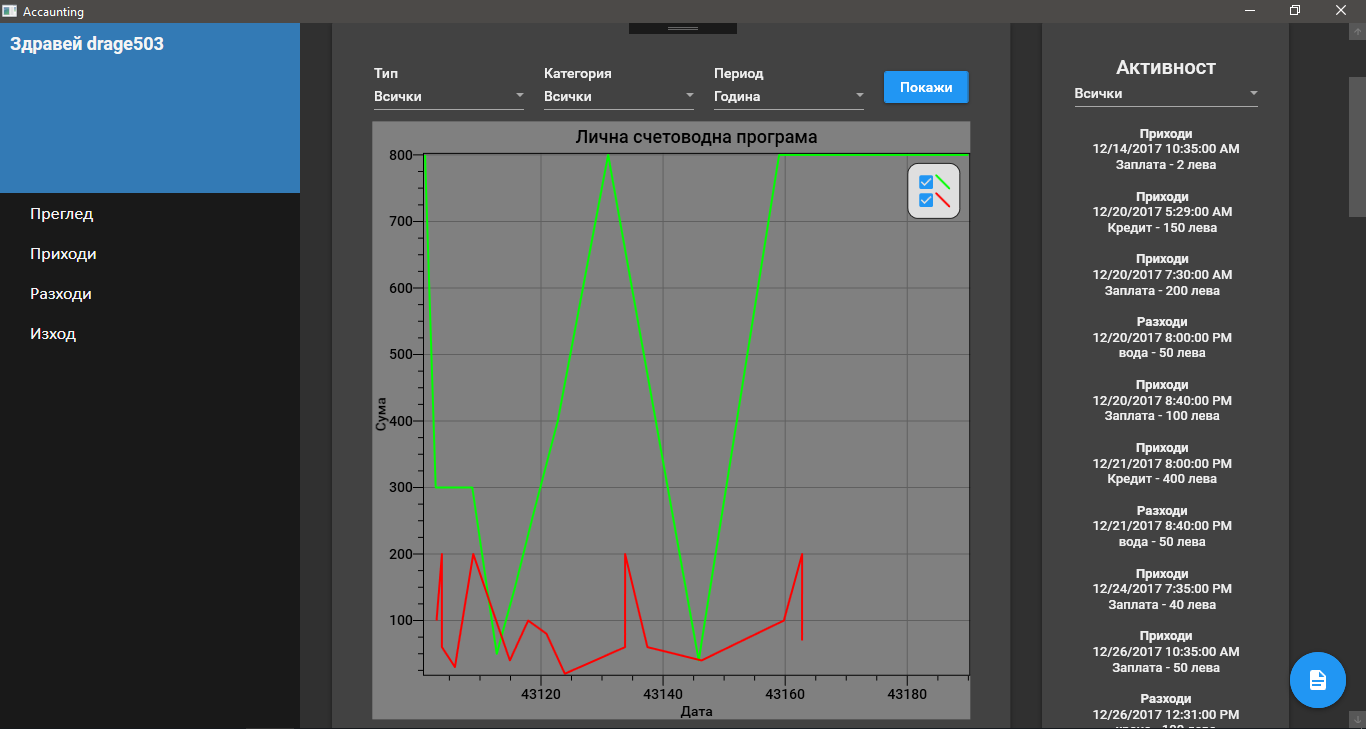 Accaunting
Здравей drage503
Преглед
Приходи
Разходи
Изход
Тип
Всички
Категория
Всички
Период
Година
Покажи
Лична счетоводна програма
800
700
600
500
400
300
200
100
Сума
43120
43140
43160
43180
Дата
Активност
Всички
Приходи
12/14/2017 10:35:00 AM
Заплата - 2 лева
Приходи
12/20/2017 5:29:00 AM
Кредит - 150 лева
Приходи
12/20/2017 7:30:00 AM
Заплата - 200 лева
Разходи
12/20/2017 8:00:00 PM
вода - 50 лева
Приходи
12/20/2017 8:40:00 PM
Заплата - 100 лева
Приходи
12/21/2017 8:00:00 PM
Кредит - 400 лева
Разходи
12/21/2017 8:40:00 PM
вода - 50 лева
Приходи
12/24/2017 7:35:00 PM
Заплата - 40 лева
Приходи
12/26/2017 10:35:00 AM
Заплата - 50 лева
Разходи
12/26/2017 12:31:00 PM